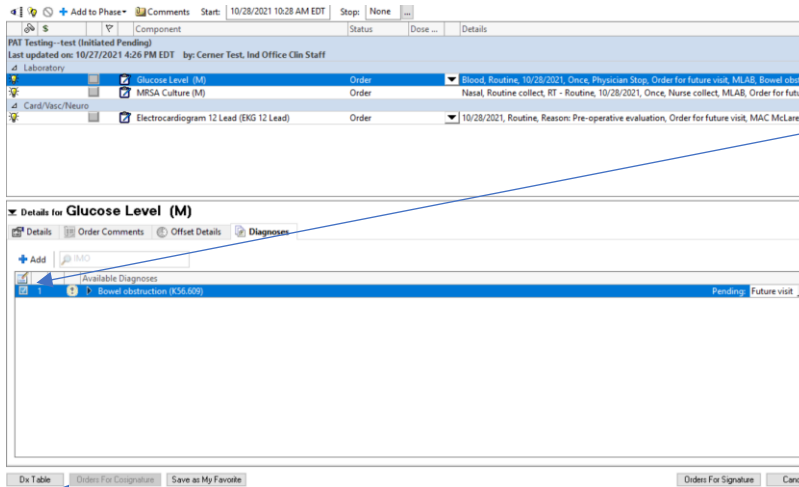 + Add to Phase Comments Start: 10/28/2021 10:28 AM EDT Stop: None ...
$ Component Status Dose ... Details
PAT Testing--test (Initiated Pending)
Last updated on: 10/27/2021 4:26 PM EDT by: Cerner Test, Ind Office Clin Staff
Laboratory
Glucose Level (M) Order Blood, Routine, 10/28/2021, Once, Physician Stop, Order for future visit, MLAB, Bowel obst
MRSA Culture (M) Order Nasal, Routine collect, RT - Routine, 10/28/2021, Once, Nurse collect, MLAB, Order for futu
Card/Vasc/Neuro
Electrocardiogram 12 Lead (EKG 12 Lead) Order 10/28/2021, Routine, Reason: Pre-operative evaluation, Order for future visit, MAC McLare
Details for Glucose Level (M)
Details Order Comments Offset Details Diagnoses
+ Add IMO
Available Diagnoses
1 Bowel obstruction (K56.609) Pending: Future visit
Dx Table Orders For Cosignature Save as My Favorite Orders For Signature Canc